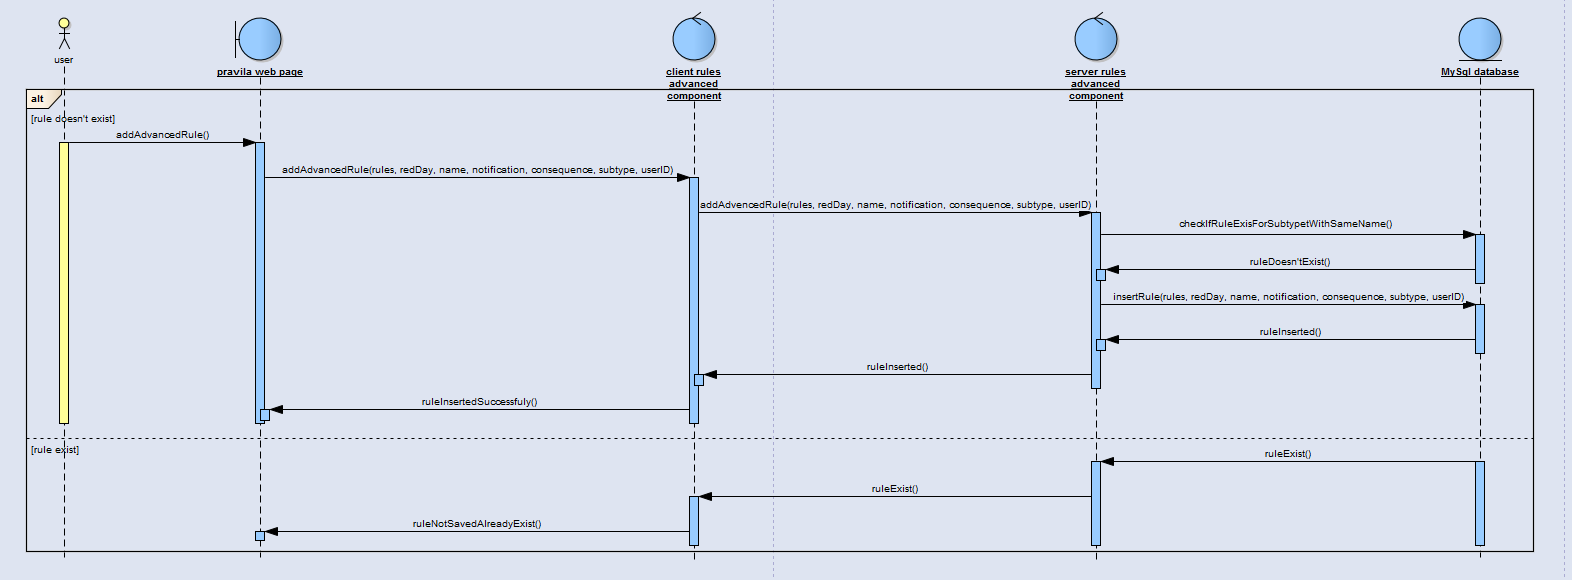 user
pravila web page
client rules
advanced
component
server rules
advanced
component
MySql database
alt
[rule doesn't exist]
addAdvancedRule()
addAdvancedRule(rules, redDay, name, notification, consequence, subtype, userID)
addAdvencedRule(rules, redDay, name, notification, consequence, subtype, userID)
checkIfRuleExisForSubtypetWithSameName()
ruleDoesn'tExist()
insertRule(rules, redDay, name, notification, consequence, subtype, userID)
ruleInserted()
ruleInserted()
ruleInsertedSuccessfuly()
[rule exist]
ruleExist()
ruleExist()
ruleNotSavedAlreadyExist()